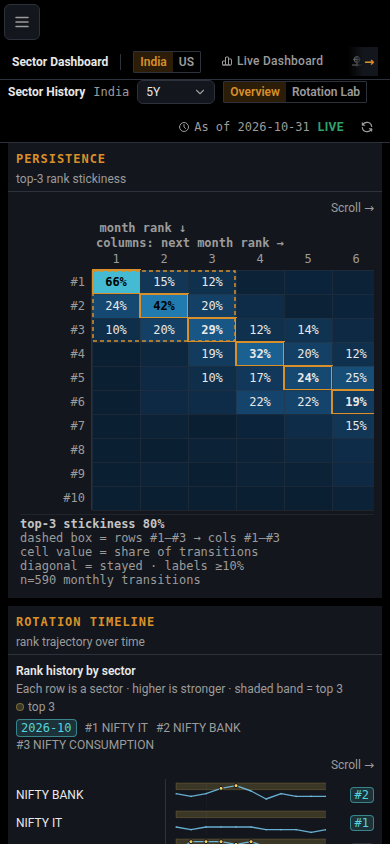 Sector Dashboard India US Live Dashboard →
Sector History India 5Y Overview Rotation Lab
As of 2026-10-31 LIVE
PERSISTENCE
top-3 rank stickiness
Scroll →
month rank ↓
columns: next month rank →
1 2 3 4 5 6
#1 66% 15% 12%
#2 24% 42% 20%
#3 10% 20% 29% 12% 14%
#4 19% 32% 20% 12%
#5 10% 17% 24% 25%
#6 22% 22% 19%
#7 15%
#8
#9
#10
top-3 stickiness 80%
dashed box = rows #1–#3 → cols #1–#3
cell value = share of transitions
diagonal = stayed · labels ≥10%
n=590 monthly transitions
ROTATION TIMELINE
rank trajectory over time
Rank history by sector
Each row is a sector · higher is stronger · shaded band = top 3
top 3
2026-10 #1 NIFTY IT #2 NIFTY BANK
#3 NIFTY CONSUMPTION
Scroll →
NIFTY BANK #2
NIFTY IT #1